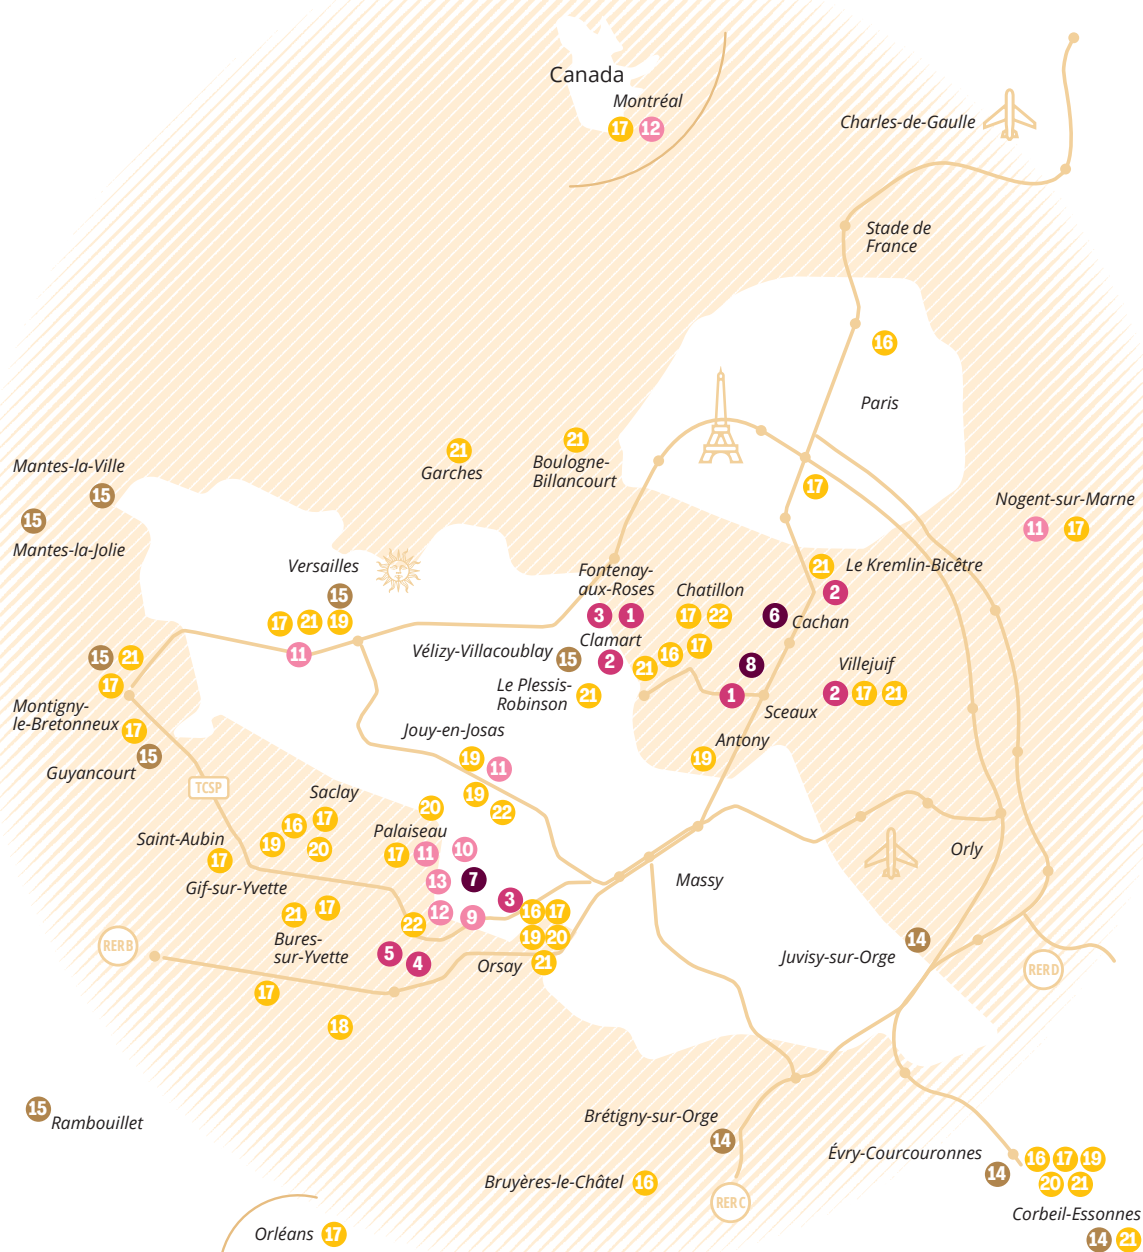 Canada
Montréal
17 12
Charles-de-Gaulle
Stade de
France
16
Paris
21
Garches
21
Boulogne-
Billancourt
17
Mantes-la-Ville
15
15
Mantes-la-Jolie
Nogent-sur-Marne
11 17
Versailles
15
17 21 19
11
Fontenay-
aux-Roses
3 1
Chatillon
17 22
21 Le Kremlin-Bicêtre
2
6 Cachan
Clamart
2
Vélizy-Villacoublay 15
21 16 17
8
Villejuif
2 17 21
1
Sceaux
Le Plessis-
Robinson 21
15 21
17
Montigny-
le-Bretonneux 17
15
Guyancourt
Jouy-en-Josas
19 11
19
22
Antony
19
TCSP
Saclay
16 17
19 20
20
Palaiseau
17 11 10
13 7
12 9
3
22
Saint-Aubin
17
Gif-sur-Yvette
21 17
Bures-
sur-Yvette
5 4
16 17
19 20
Orsay 21
Massy
Orly
RER B
17
18
14
Juvisy-sur-Orge
RER D
15 Rambouillet
Brétigny-sur-Orge
14
Bruyères-le-Châtel 16
RER C
Évry-Courcouronnes
14
16 17 19
20 21
Corbeil-Essonnes
14 21
Orléans 17